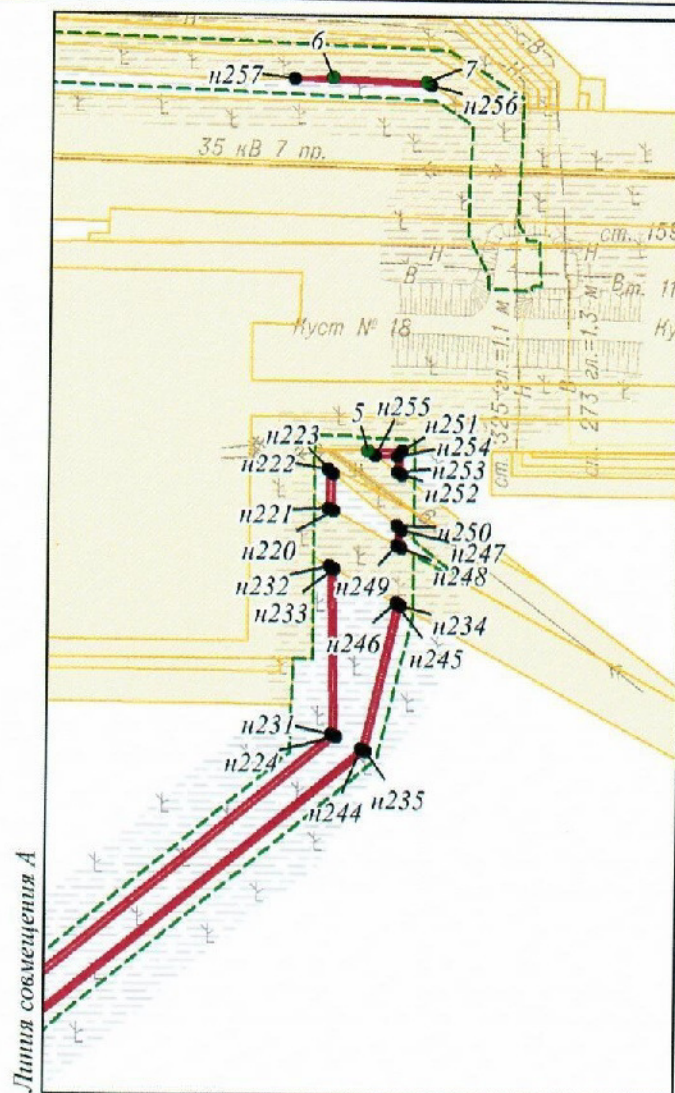 Н
В
6
7
н257
н256
Н
35 кВ 7 пр.
ст. 159
Н
Н
В
В
Вт. 11
Куст № 18
Ку
ст. 325 гл.=1.1 м
Н
В
ст. 273 гл.=1.3 м
5
н255
н251
н223
н254
н222
н253
н252
н221
н250
н220
н247
н232
н249
н248
н233
н246
н234
н245
н231
н224
н244
н235
Линия совмещения А